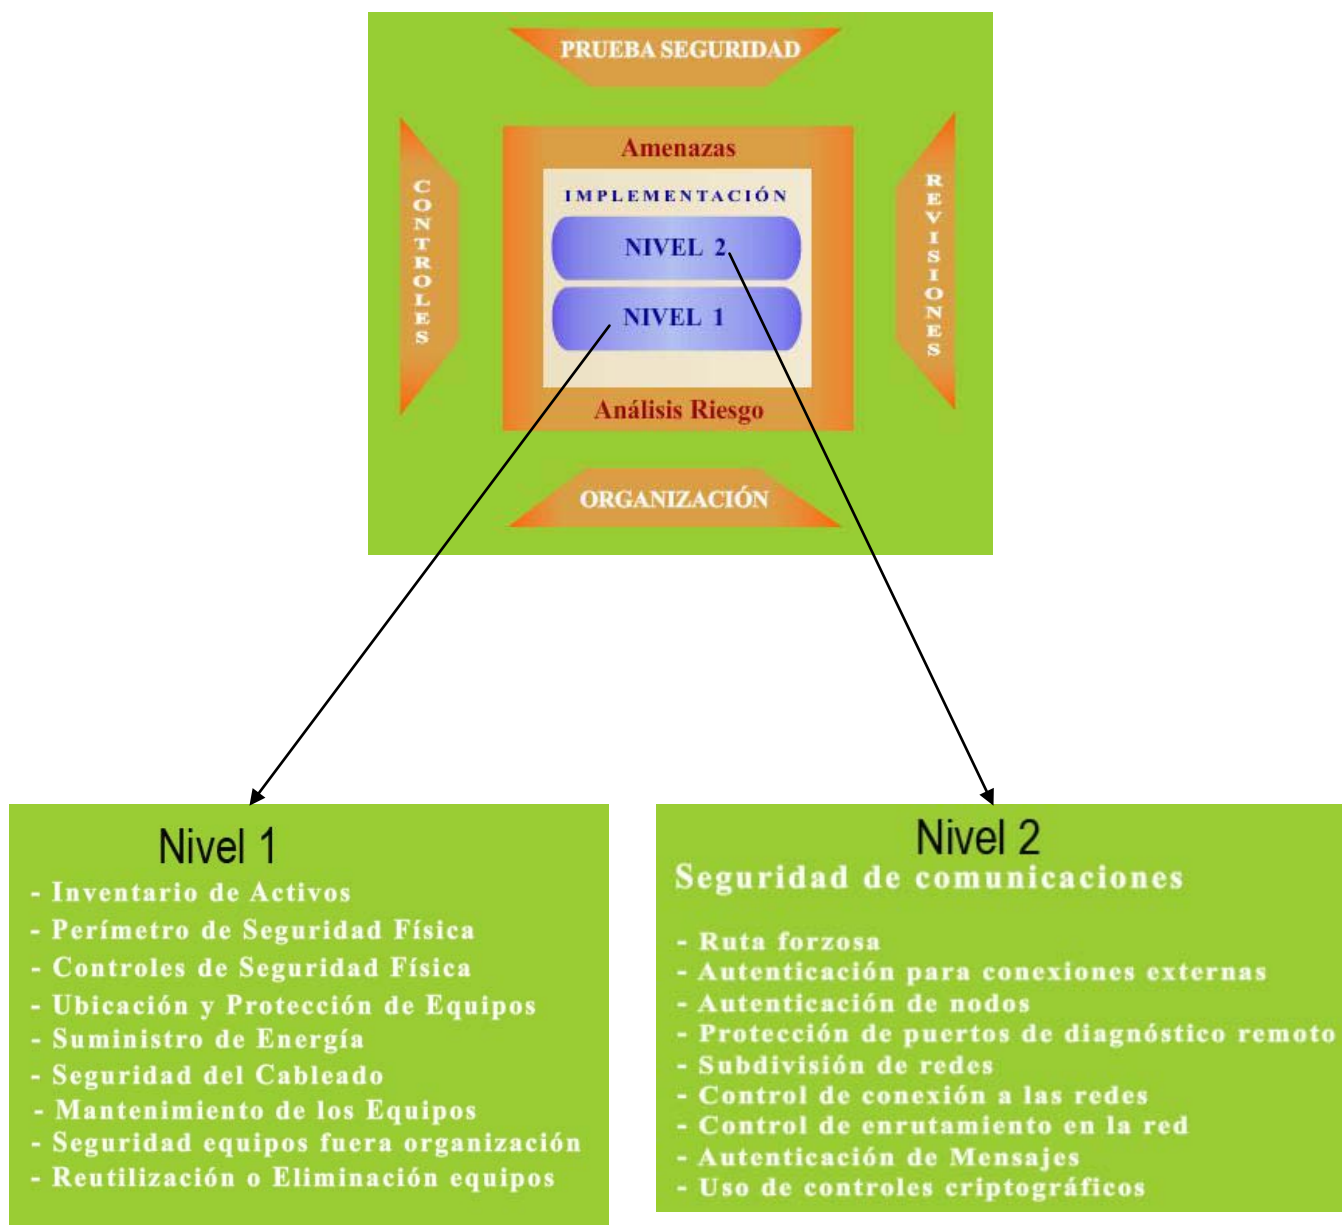 PRUEBA SEGURIDAD
CONTROLES
Amenazas
IMPLEMENTACIÓN
NIVEL 2
NIVEL 1
Análisis Riesgo
REVISIONES
ORGANIZACIÓN
Nivel 1
- Inventario de Activos
- Perímetro de Seguridad Física
- Controles de Seguridad Física
- Ubicación y Protección de Equipos
- Suministro de Energía
- Seguridad del Cableado
- Mantenimiento de los Equipos
- Seguridad equipos fuera organización
- Reutilización o Eliminación equipos
Nivel 2
Seguridad de comunicaciones
- Ruta forzosa
- Autenticación para conexiones externas
- Autenticación de nodos
- Protección de puertos de diagnóstico remoto
- Subdivisión de redes
- Control de conexión a las redes
- Control de enrutamiento en la red
- Autenticación de Mensajes
- Uso de controles criptográficos